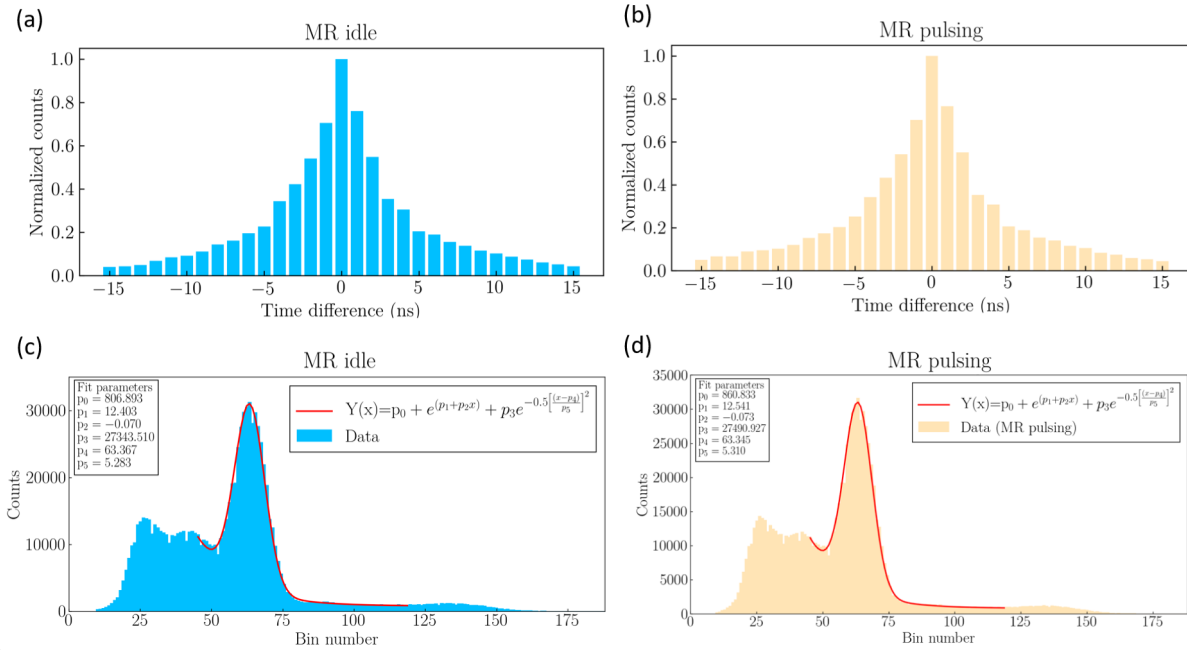 (a)
MR idle
Normalized counts
1.0
0.8
0.6
0.4
0.2
0.0
−15 −10 −5 0 5 10 15
Time difference (ns)
(b)
MR pulsing
Normalized counts
1.0
0.8
0.6
0.4
0.2
0.0
−15 −10 −5 0 5 10 15
Time difference (ns)
(c)
MR idle
Counts
30000
20000
10000
0
Fit parameters
p₀ = 806.893
p₁ = 12.403
p₂ = −0.070
p₃ = 27343.510
p₄ = 63.367
p₅ = 5.283
Y(x)=p₀ + e^(p₁+p₂x) + p₃e^−0.5[(x−p₄)/p₅]²
Data
0 25 50 75 100 125 150 175
Bin number
(d)
MR pulsing
Counts
35000
30000
25000
20000
15000
10000
5000
0
Fit parameters
p₀ = 860.833
p₁ = 12.541
p₂ = −0.073
p₃ = 27490.927
p₄ = 63.345
p₅ = 5.310
Y(x)=p₀ + e^(p₁+p₂x) + p₃e^−0.5[(x−p₄)/p₅]²
Data (MR pulsing)
0 25 50 75 100 125 150 175
Bin number